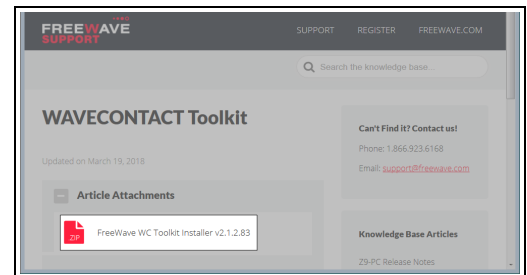 FREEWAVE
SUPPORT
SUPPORT REGISTER FREEWAVE.COM
Search the knowledge base...
WAVECONTACT Toolkit
Updated on March 19, 2018
Article Attachments
ZIP
FreeWave WC Toolkit Installer v2.1.2.83
Can't Find it? Contact us!
Phone: 1.866.923.6168
Email: support@freewave.com
Knowledge Base Articles
Z9-PC Release Notes